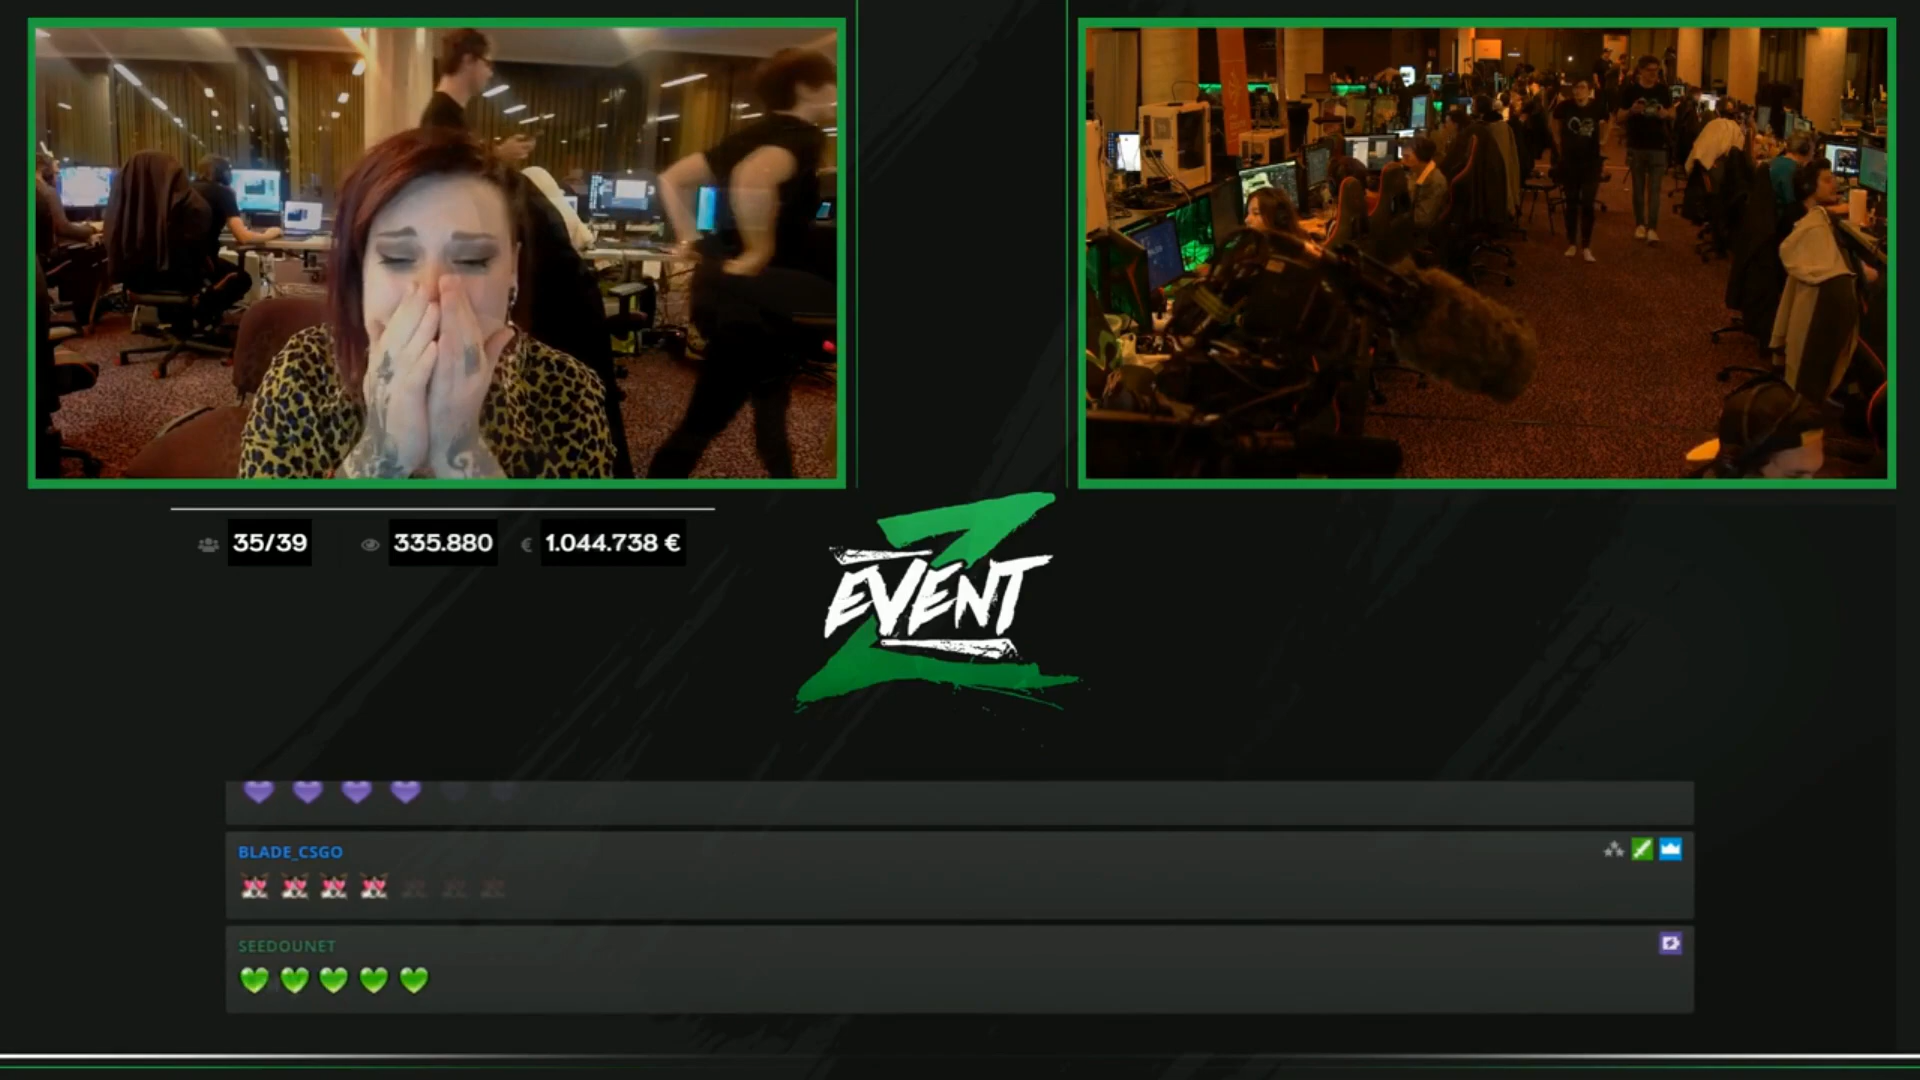 35/39
335.880
€ 1.044.738 €
Z
EVENT
BLADE_CSGO
SEEDOUNET